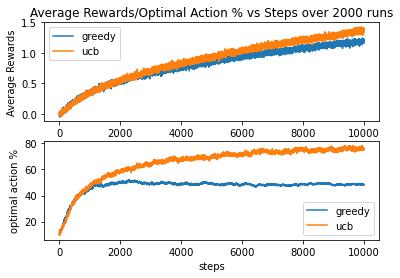 Average Rewards/Optimal Action % vs Steps over 2000 runs
Average Rewards
1.5
1.0
0.5
0.0
greedy
ucb
0 2000 4000 6000 8000 10000
optimal action %
80
60
40
20
greedy
ucb
0 2000 4000 6000 8000 10000
steps